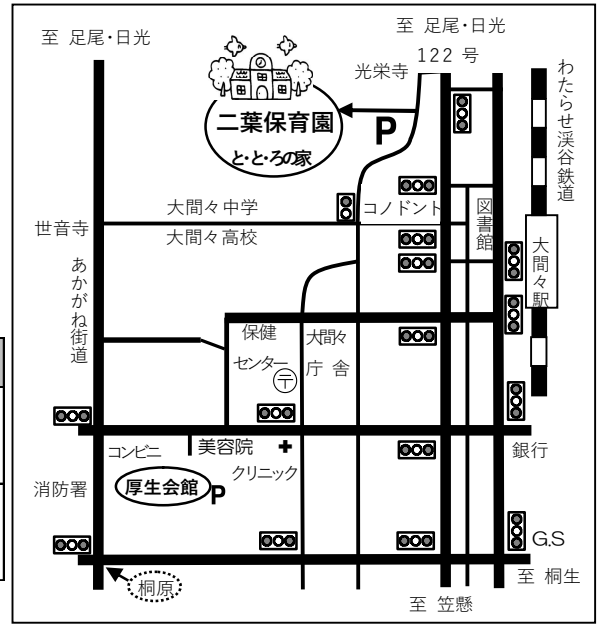 至 足尾・日光
至 足尾・日光
122 号
光栄寺
わたらせ渓谷鉄道
二葉保育園
と・と・ろの家
P
大間々中学
コノドント
図書館
世音寺
大間々高校
大間々駅
あかがね街道
保健
センター
〒
大間々
庁 舎
コンビニ
美容院
クリニック
銀行
消防署
厚生会館
P
G.S
桐原
至 桐生
至 笠懸